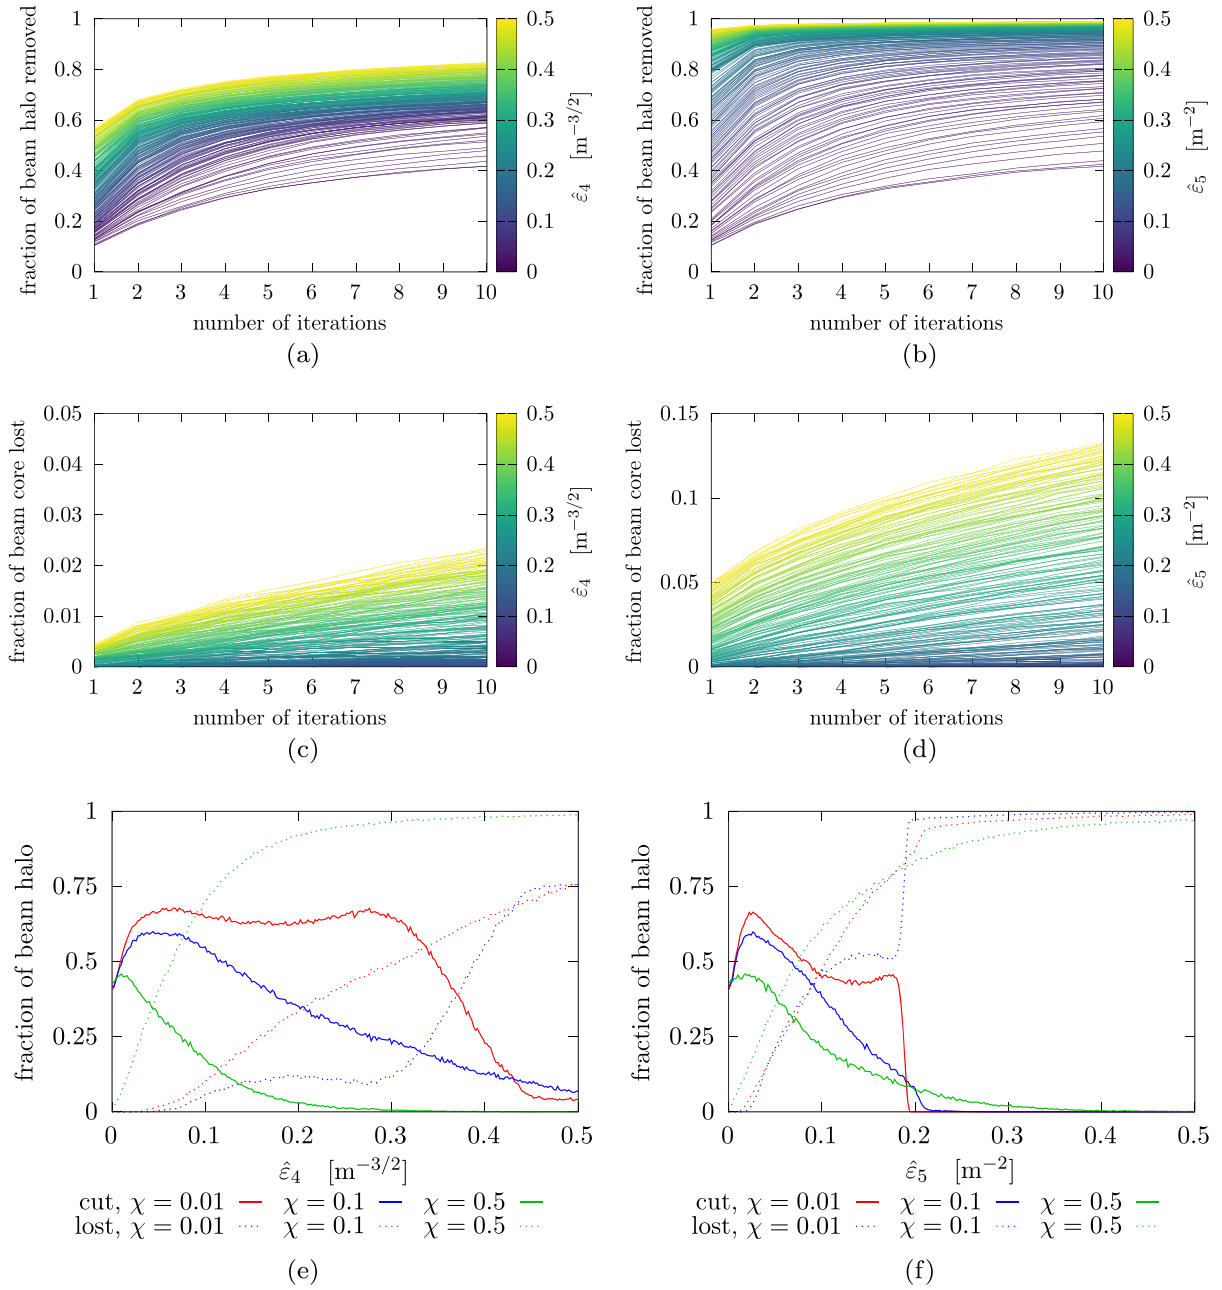 fraction of beam halo removed
1
0.8
0.6
0.4
0.2
0
1 2 3 4 5 6 7 8 9 10
number of iterations
0.5
0.4
0.3
0.2
0.1
0
ε̂₄ [m⁻³/²]
(a)
fraction of beam halo removed
1
0.8
0.6
0.4
0.2
0
1 2 3 4 5 6 7 8 9 10
number of iterations
0.5
0.4
0.3
0.2
0.1
0
ε̂₅ [m⁻²]
(b)
fraction of beam core lost
0.05
0.04
0.03
0.02
0.01
0
1 2 3 4 5 6 7 8 9 10
number of iterations
0.5
0.4
0.3
0.2
0.1
0
ε̂₄ [m⁻³/²]
(c)
fraction of beam core lost
0.15
0.1
0.05
0
1 2 3 4 5 6 7 8 9 10
number of iterations
0.5
0.4
0.3
0.2
0.1
0
ε̂₅ [m⁻²]
(d)
fraction of beam halo
1
0.75
0.5
0.25
0
0 0.1 0.2 0.3 0.4 0.5
ε̂₄ [m⁻³/²]
cut, χ = 0.01 χ = 0.1 χ = 0.5
lost, χ = 0.01 χ = 0.1 χ = 0.5
(e)
fraction of beam halo
1
0.75
0.5
0.25
0
0 0.1 0.2 0.3 0.4 0.5
ε̂₅ [m⁻²]
cut, χ = 0.01 χ = 0.1 χ = 0.5
lost, χ = 0.01 χ = 0.1 χ = 0.5
(f)